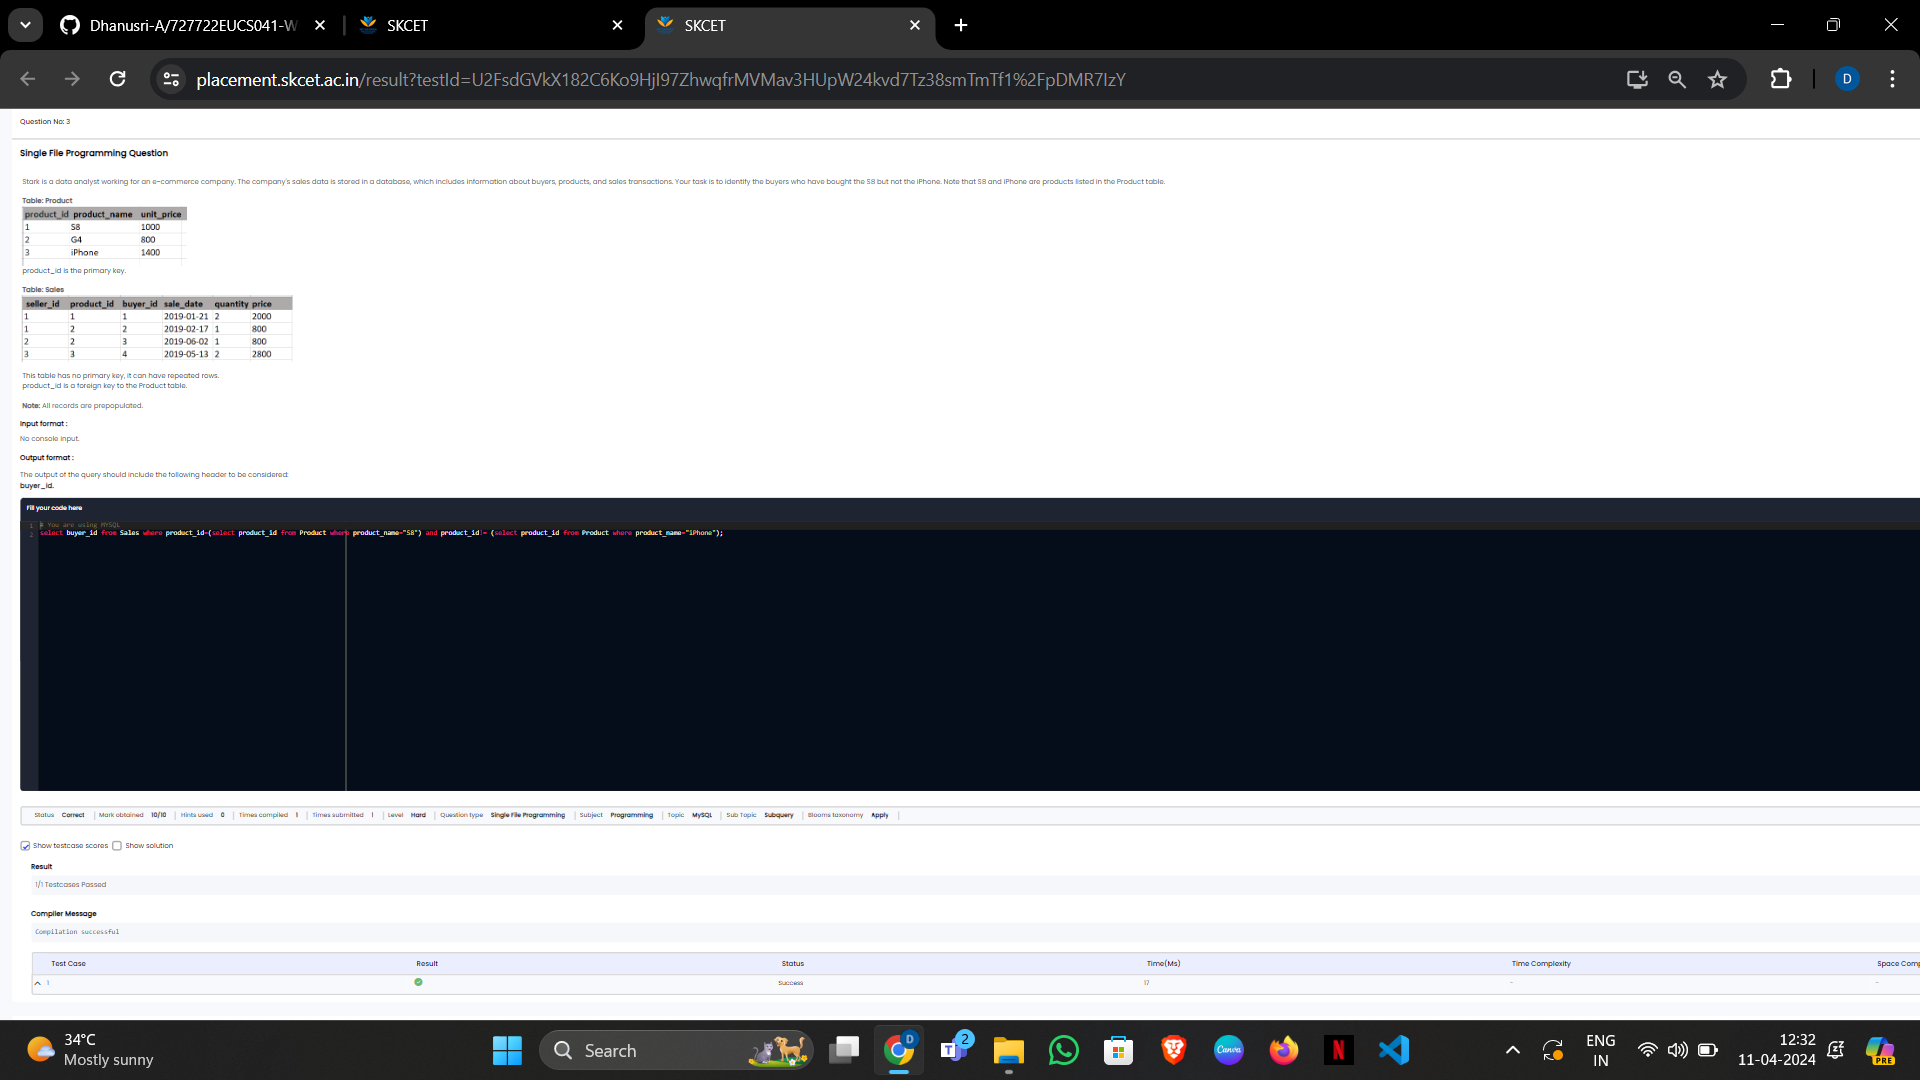 Dhanusri-A/727722EUCS041-W
SKCET
SKCET
placement.skcet.ac.in/result?testId=U2FsdGVkX182C6Ko9HjI97ZhwqfrMVMav3HUpW24kvd7Tz38smTmTf1%2FpDMR7IzY
D
Question No: 3
Single File Programming Question
Stark is a data analyst working for an e-commerce company. The company's sales data is stored in a database, which includes information about buyers, products, and sales transactions. Your task is to identify the buyers who have bought the S8 but not the iPhone. Note that S8 and iPhone are products listed in the Product table.
Table: Product
product_id product_name unit_price
1 S8 1000
2 G4 800
3 iPhone 1400
product_id is the primary key.
Table: Sales
seller_id product_id buyer_id sale_date quantity price
1 1 1 2019-01-21 2 2000
1 2 2 2019-02-17 1 800
2 2 3 2019-06-02 1 800
3 3 4 2019-05-13 2 2800
This table has no primary key, it can have repeated rows.
product_id is a foreign key to the Product table.
Note: All records are prepopulated.
Input format :
No console input.
Output format :
The output of the query should include the following header to be considered:
buyer_id.
Fill your code here
1 # You are using MYSQL
2 select buyer_id from Sales where product_id=(select product_id from Product where product_name="S8") and product_id!= (select product_id from Product where product_name="iPhone");
Status Correct | Mark obtained 10/10 | Hints used 0 | Times compiled 1 | Times submitted 1 | Level Hard | Question type Single File Programming | Subject Programming | Topic MySQL | Sub Topic Subquery | Blooms taxonomy Apply |
Show testcase scores Show solution
Result
1/1 Testcases Passed
Compiler Message
Compilation successful
Test Case Result Status Time(Ms) Time Complexity Space Comp
1 Success 17 - -
34°C
Mostly sunny
Search
D
T
2
Canva
N
ENG
IN
12:32
11-04-2024
PRE